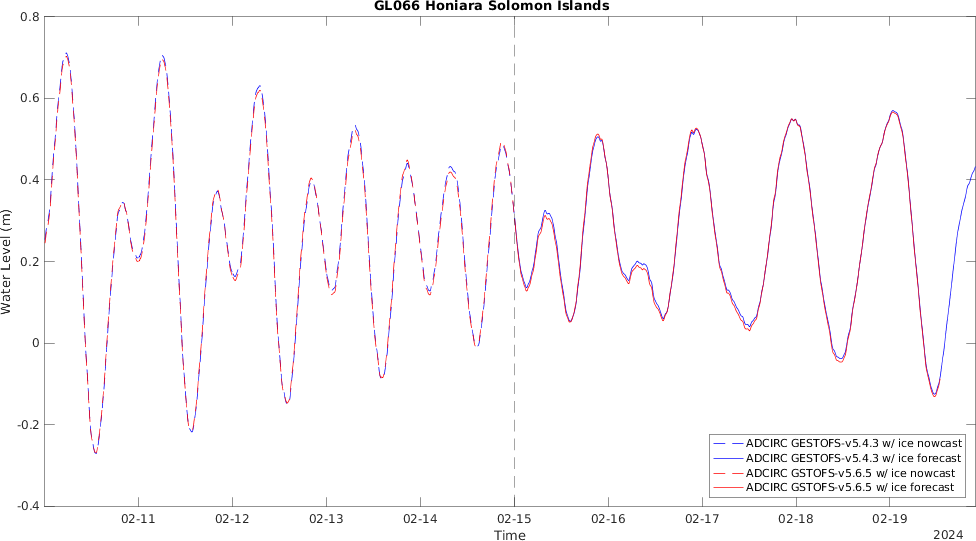 GL066 Honiara Solomon Islands
0.8
0.6
0.4
0.2
0
-0.2
-0.4
Water Level (m)
ADCIRC GESTOFS-v5.4.3 w/ ice nowcast
ADCIRC GESTOFS-v5.4.3 w/ ice forecast
ADCIRC GSTOFS-v5.6.5 w/ ice nowcast
ADCIRC GSTOFS-v5.6.5 w/ ice forecast
02-11 02-12 02-13 02-14 02-15 02-16 02-17 02-18 02-19
Time
2024